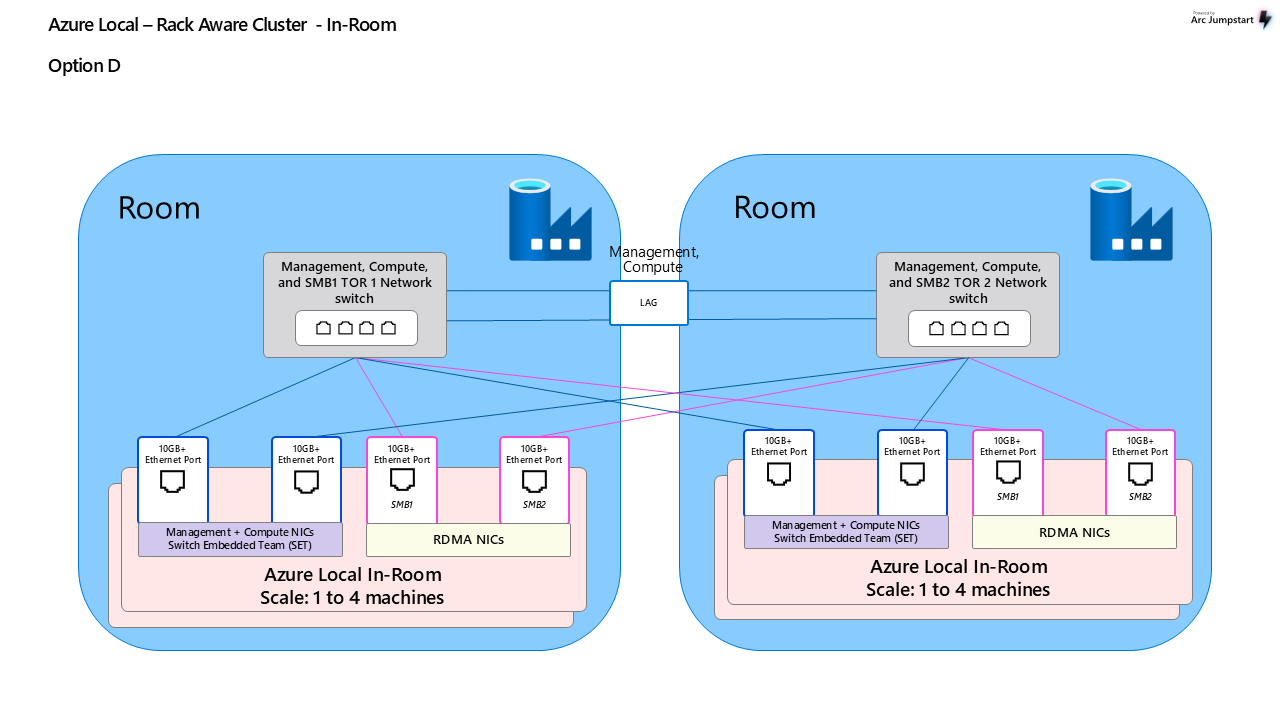 Azure Local – Rack Aware Cluster - In-Room
Powered by
Arc Jumpstart
Option D
Room
Room
Management,
Compute
LAG
Management, Compute,
and SMB1 TOR 1 Network
switch
Management, Compute,
and SMB2 TOR 2 Network
switch
10GB+
Ethernet Port
10GB+
Ethernet Port
10GB+
Ethernet Port
SMB1
10GB+
Ethernet Port
SMB2
Management + Compute NICs
Switch Embedded Team (SET)
RDMA NICs
Azure Local In-Room
Scale: 1 to 4 machines
10GB+
Ethernet Port
10GB+
Ethernet Port
10GB+
Ethernet Port
SMB1
10GB+
Ethernet Port
SMB2
Management + Compute NICs
Switch Embedded Team (SET)
RDMA NICs
Azure Local In-Room
Scale: 1 to 4 machines